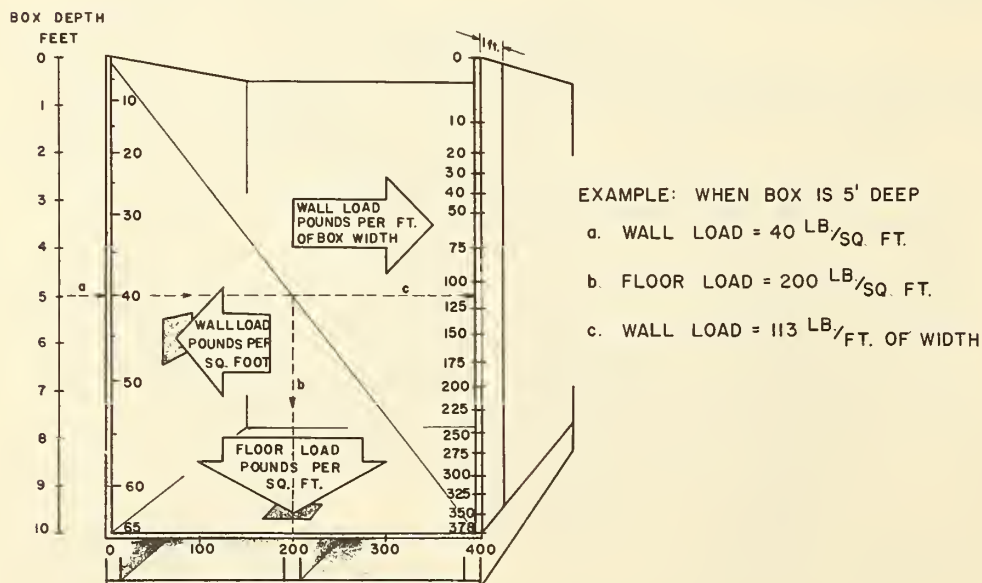 BOX DEPTH
FEET
0
1
2
3
4
5
6
7
8
9
10
10
20
30
40
50
60
65
1 ft.
0
10
20
30
40
50
75
100
125
150
175
200
225
250
275
300
325
350
378
WALL LOAD
POUNDS PER FT.
OF BOX WIDTH
a
c
WALL LOAD
POUNDS PER
SQ. FOOT
b
FLOOR LOAD
POUNDS PER
SQ. FT.
0 100 200 300 400
EXAMPLE: WHEN BOX IS 5' DEEP
a. WALL LOAD = 40 LB/SQ. FT.
b. FLOOR LOAD = 200 LB/SQ. FT.
c. WALL LOAD = 113 LB/FT. OF WIDTH